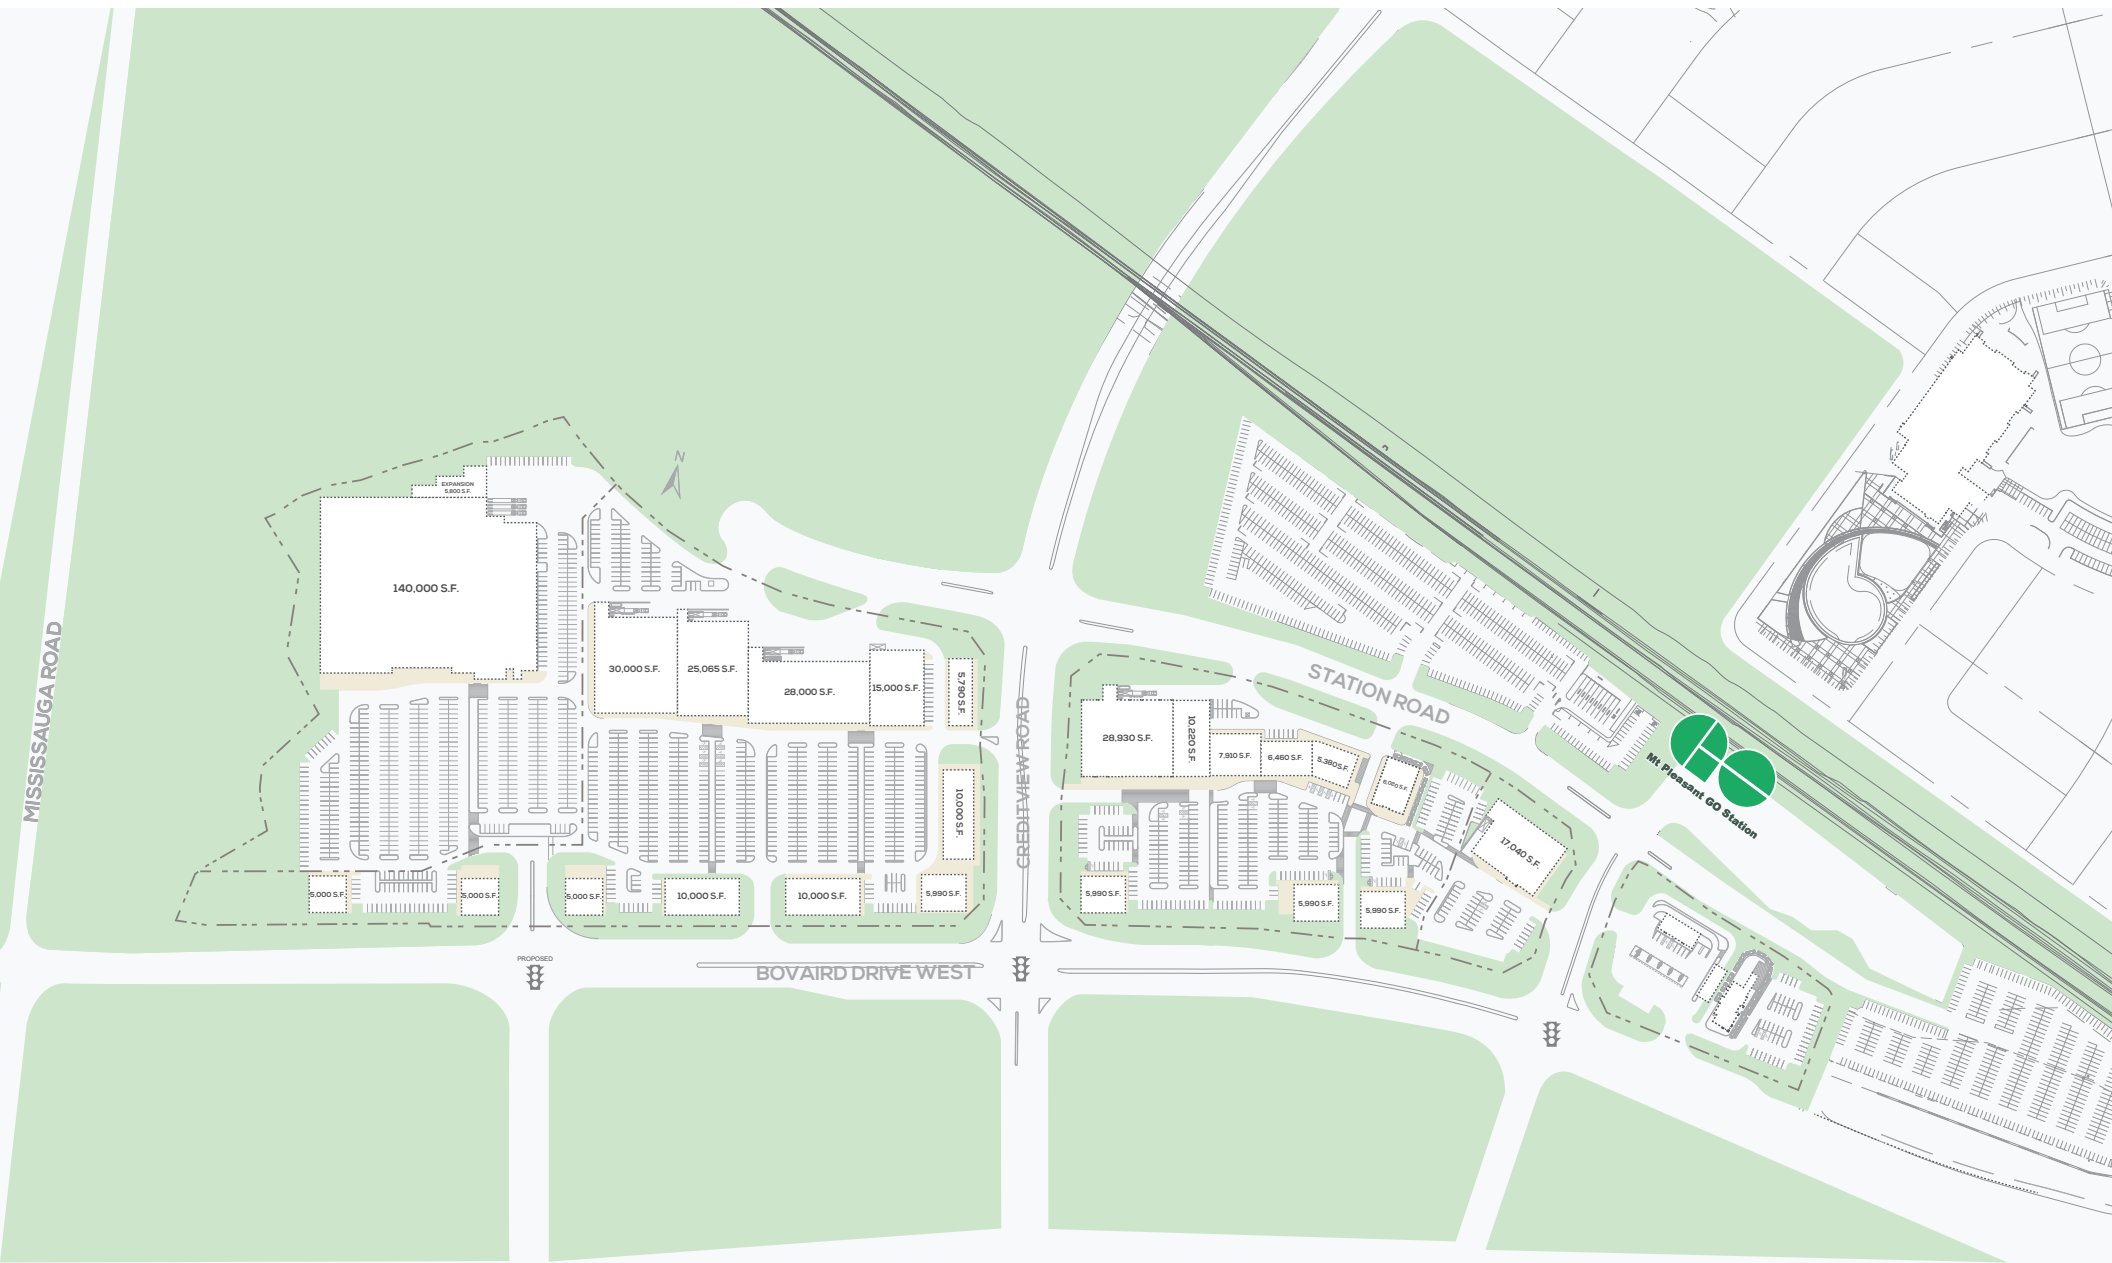 N
EXPANSION
5,800 S.F.
140,000 S.F.
30,000 S.F.
25,065 S.F.
28,000 S.F.
15,000 S.F.
5,790 S.F.
10,000 S.F.
MISSISSAUGA ROAD
CREDITVIEW ROAD
STATION ROAD
28,930 S.F.
10,220 S.F.
7,910 S.F.
6,460 S.F.
5,380 S.F.
17,040 S.F.
Mt Pleasant GO Station
5,000 S.F.
5,000 S.F.
5,000 S.F.
10,000 S.F.
10,000 S.F.
5,990 S.F.
5,990 S.F.
5,990 S.F.
5,990 S.F.
PROPOSED
BOVAIRD DRIVE WEST